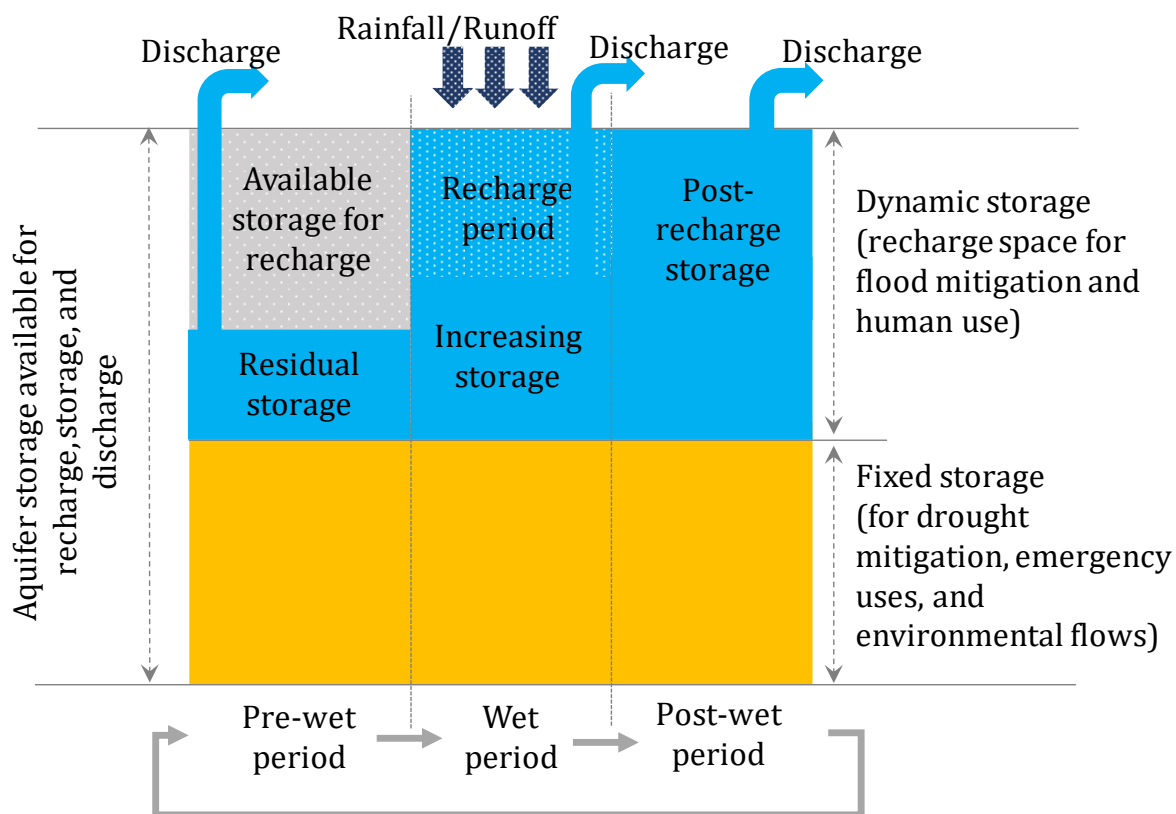 Rainfall/Runoff
Discharge
Discharge
Discharge
Aquifer storage available for
recharge, storage, and
discharge
Available
storage for
recharge
Recharge
period
Post-
recharge
storage
Residual
storage
Increasing
storage
Dynamic storage
(recharge space for
flood mitigation and
human use)
Fixed storage
(for drought
mitigation, emergency
uses, and
environmental flows)
Pre-wet
period
Wet
period
Post-wet
period